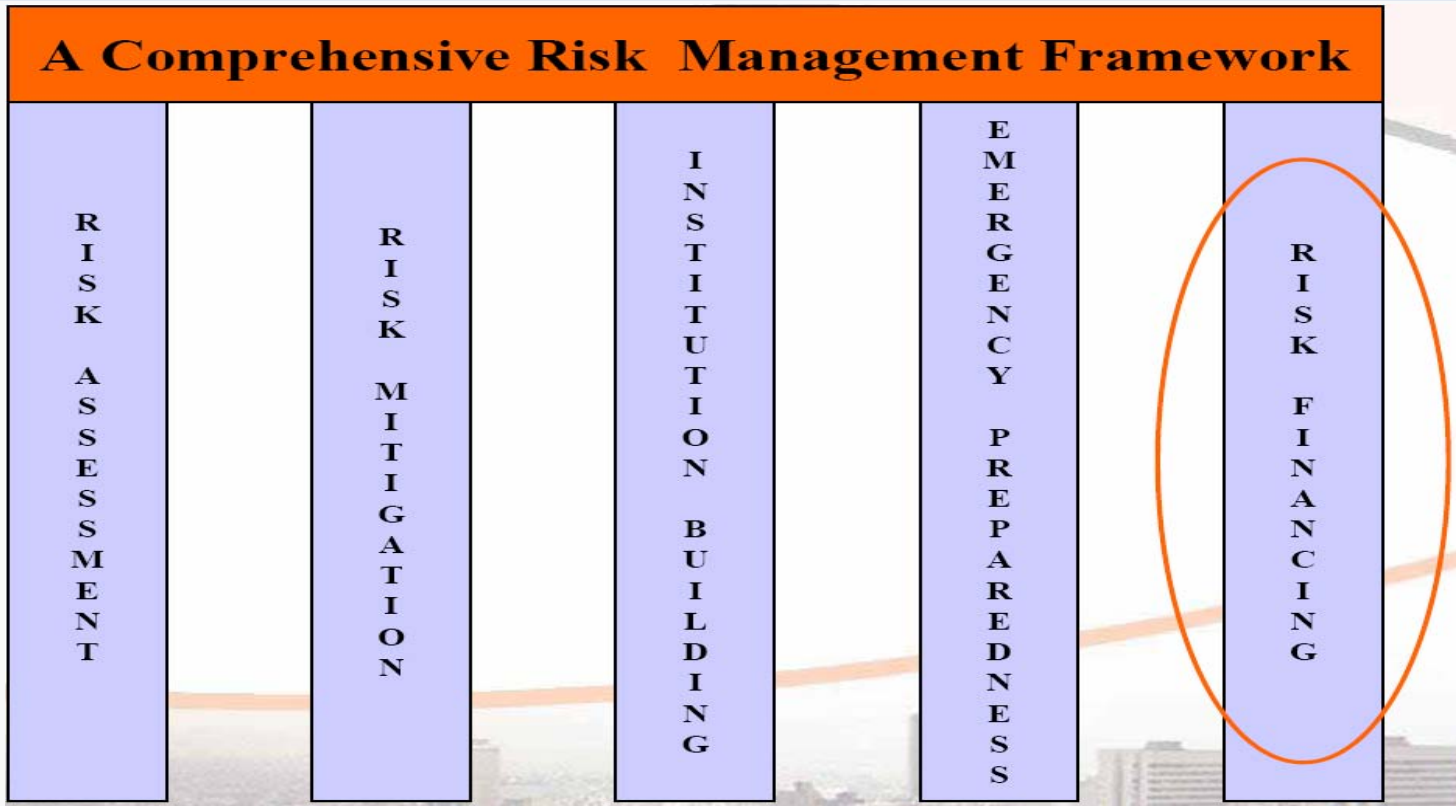 A Comprehensive Risk Management Framework
RISK ASSESSMENT
RISK MITIGATION
INSTITUTION BUILDING
EMERGENCY PREPAREDNESS
RISK FINANCING